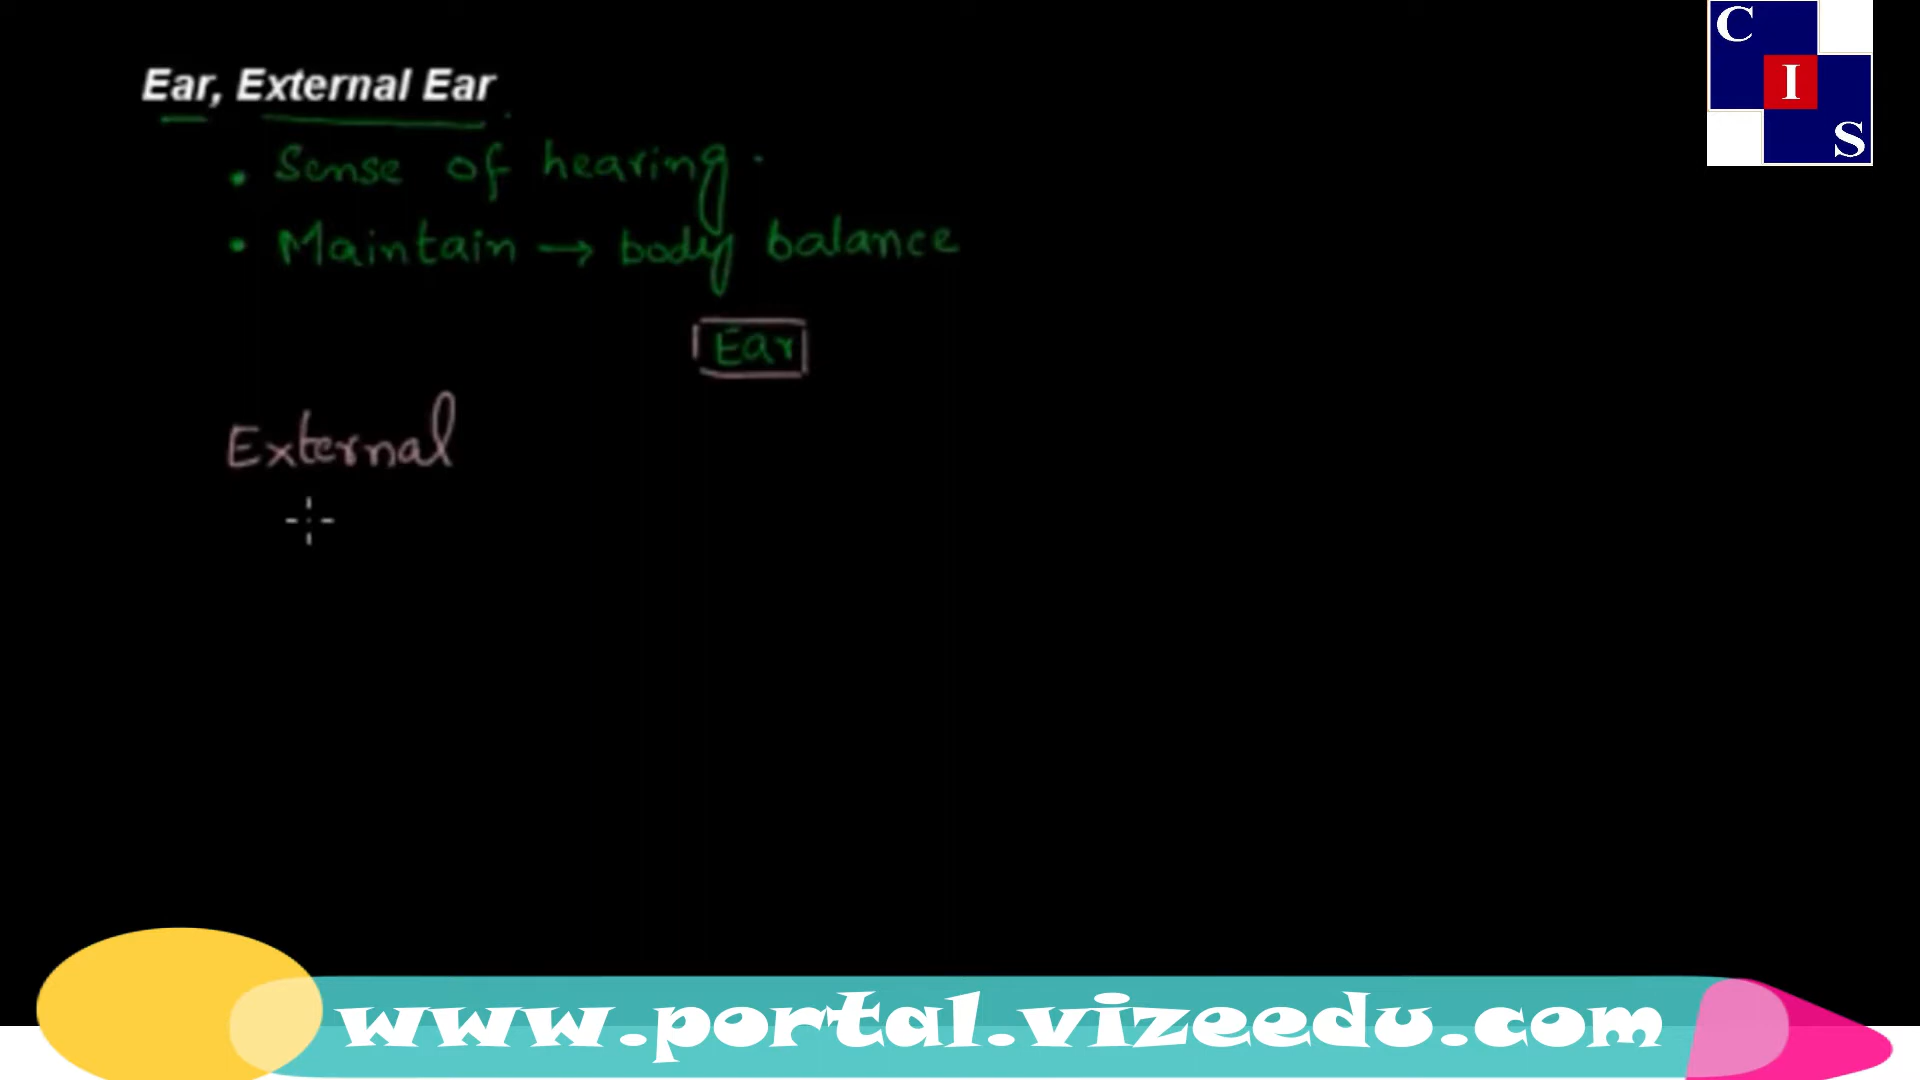 Ear, External Ear
• Sense of hearing.
• Maintain → body balance
Ear
External
C
I
S
www.portal.vizeedu.com